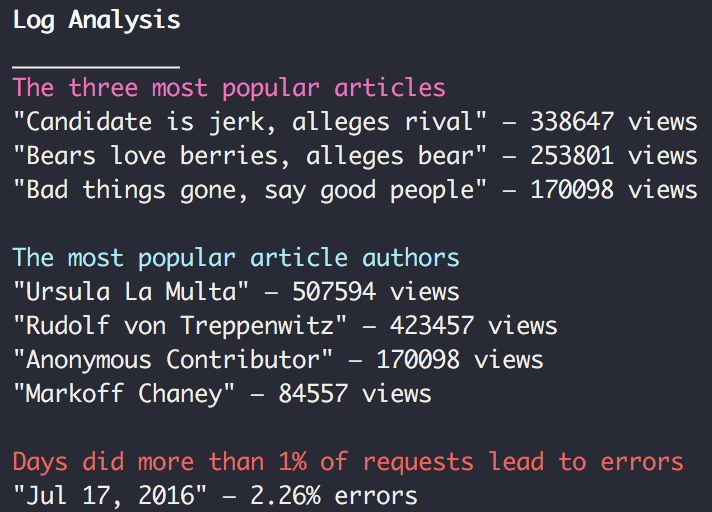 Log Analysis
____________
The three most popular articles
"Candidate is jerk, alleges rival" — 338647 views
"Bears love berries, alleges bear" — 253801 views
"Bad things gone, say good people" — 170098 views
The most popular article authors
"Ursula La Multa" — 507594 views
"Rudolf von Treppenwitz" — 423457 views
"Anonymous Contributor" — 170098 views
"Markoff Chaney" — 84557 views
Days did more than 1% of requests lead to errors
"Jul 17, 2016" — 2.26% errors